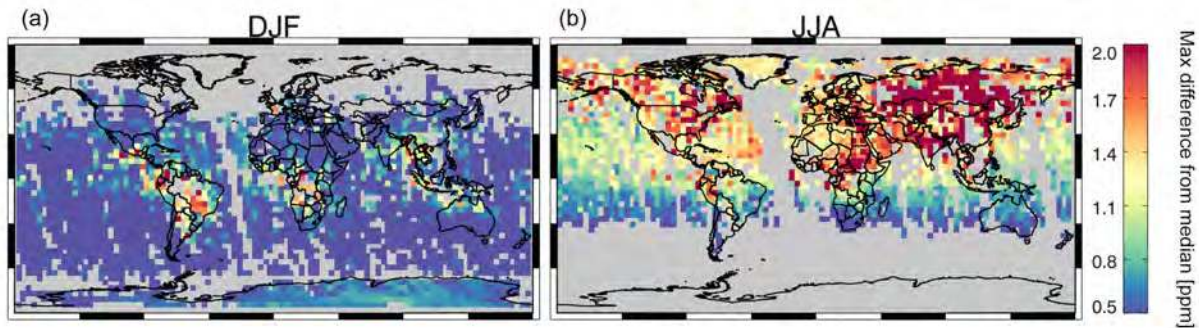 (a)
DJF
(b)
JJA
2.0
1.7
1.4
1.1
0.8
0.5
Max difference from median [ppm]